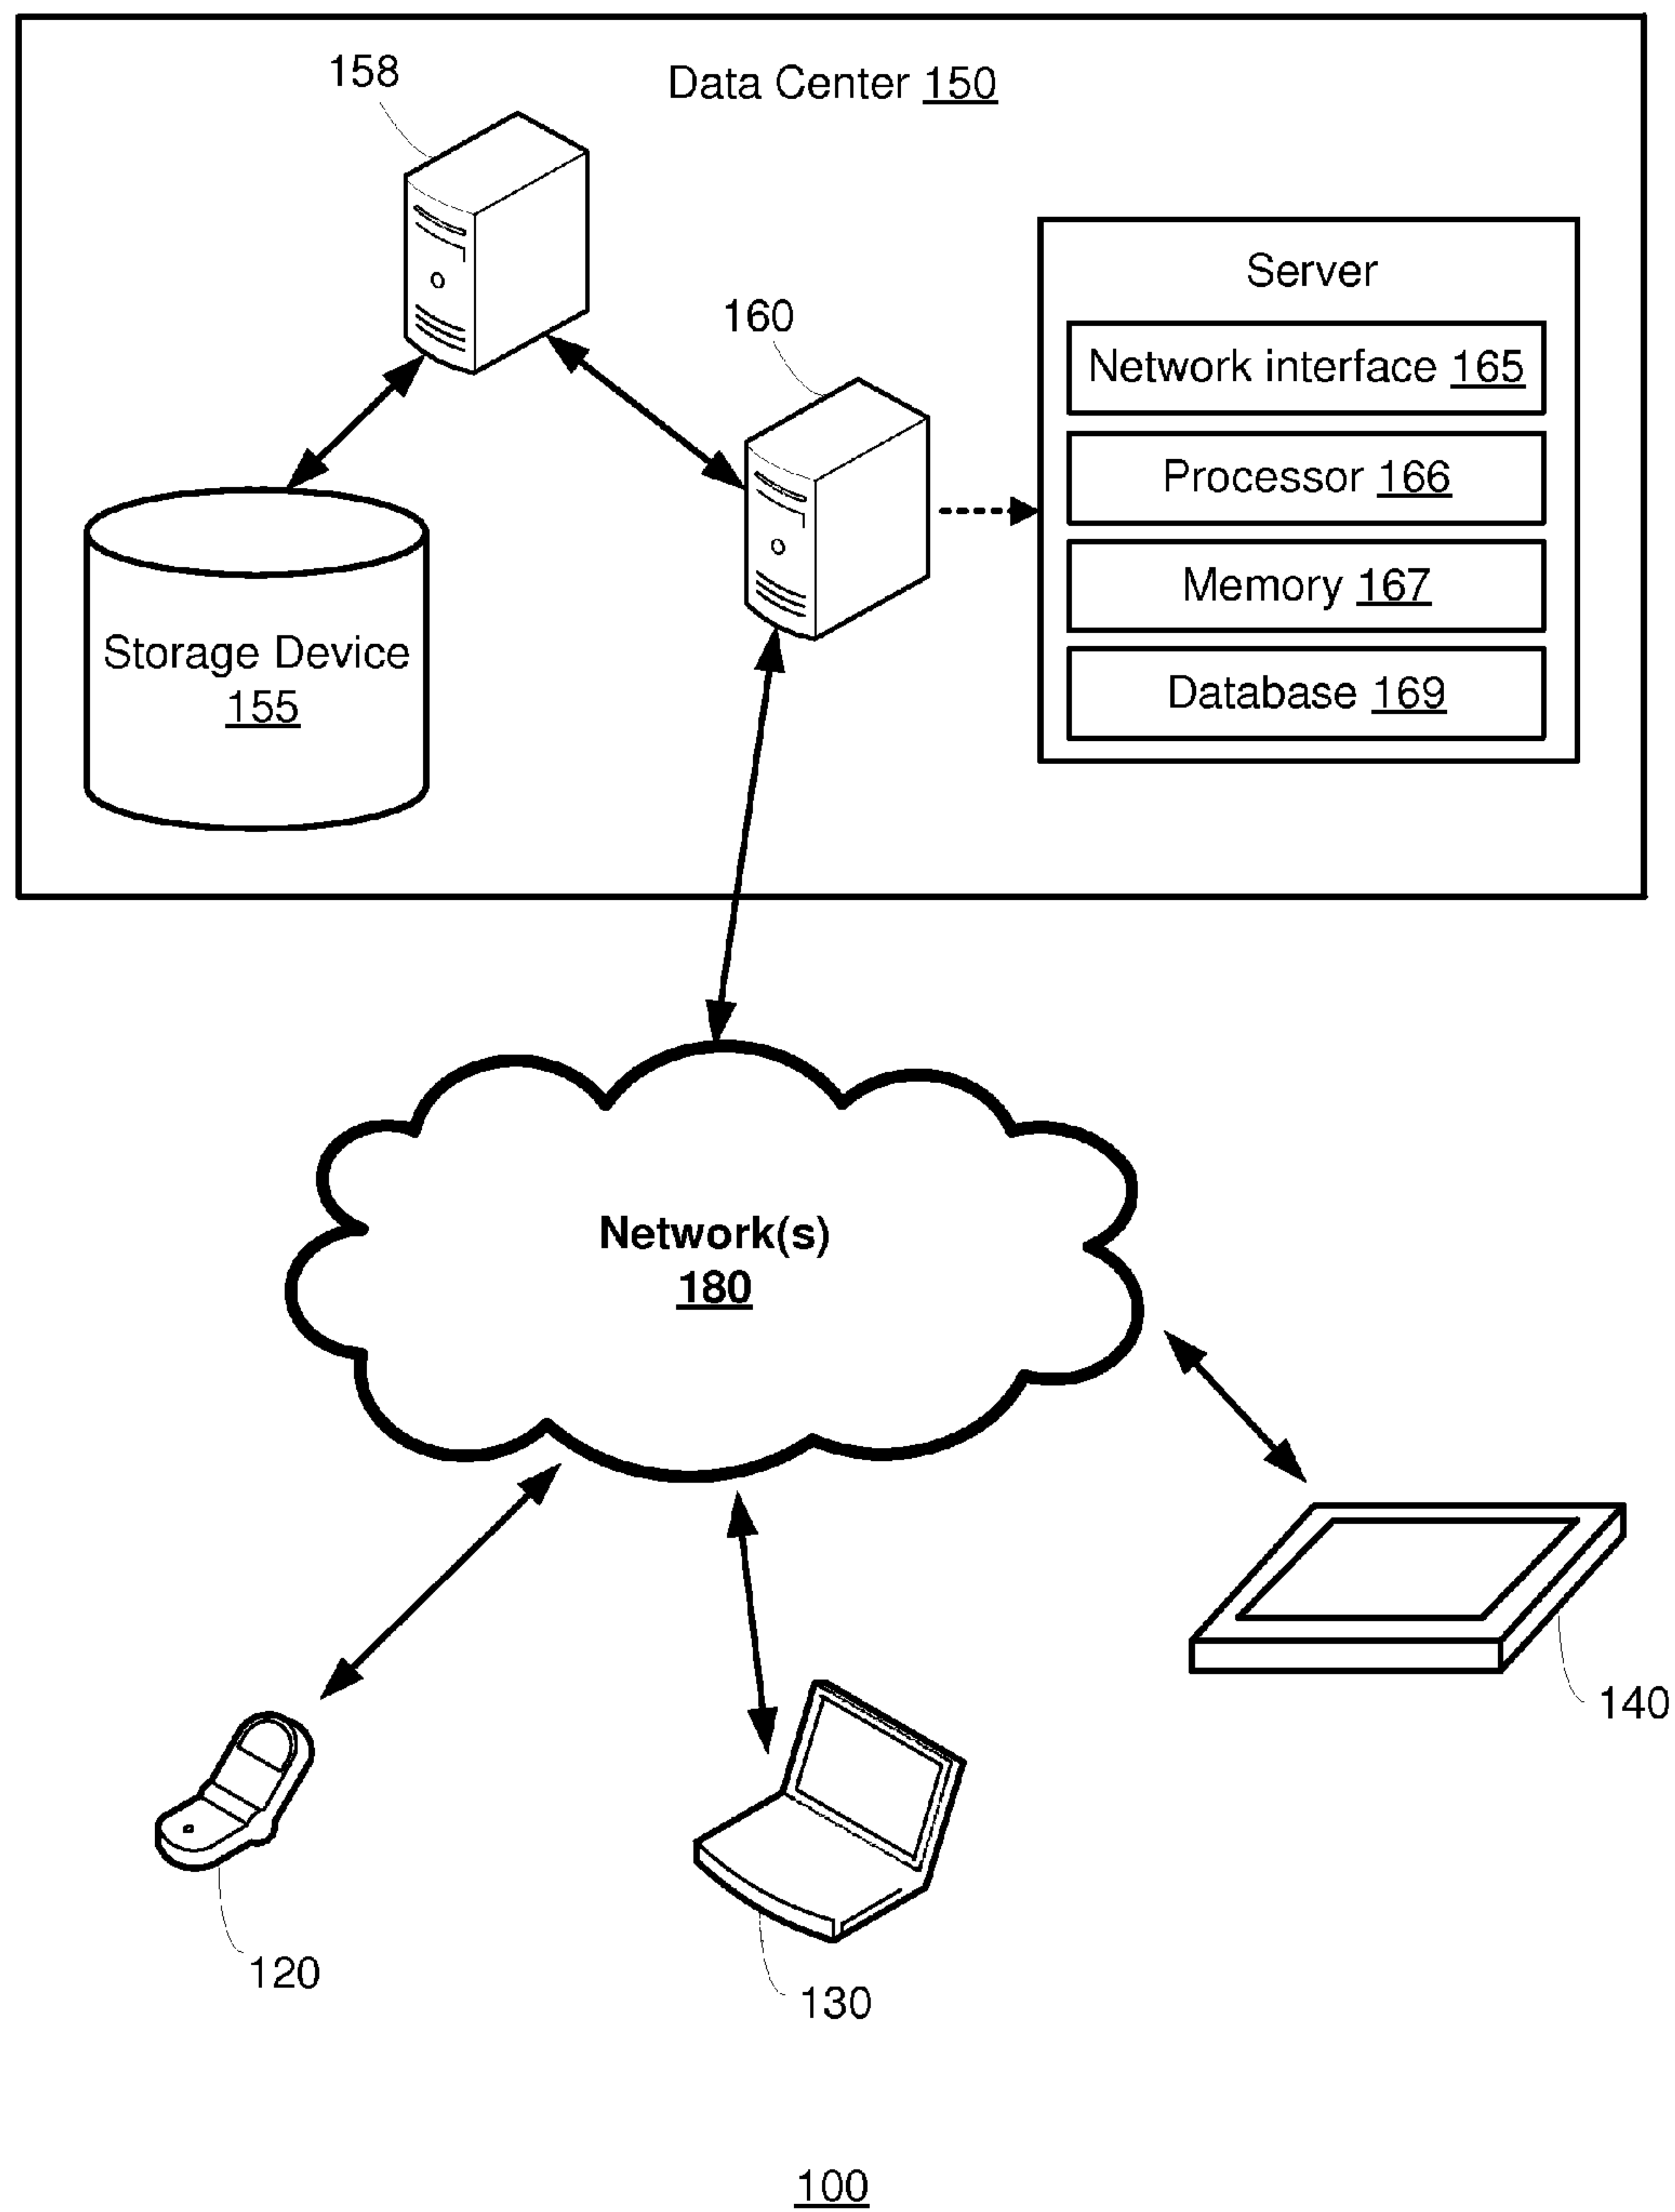 158
Data Center 150
160
Server
Network interface 165
Processor 166
Memory 167
Database 169
Storage Device
155
Network(s)
180
140
120
130
100